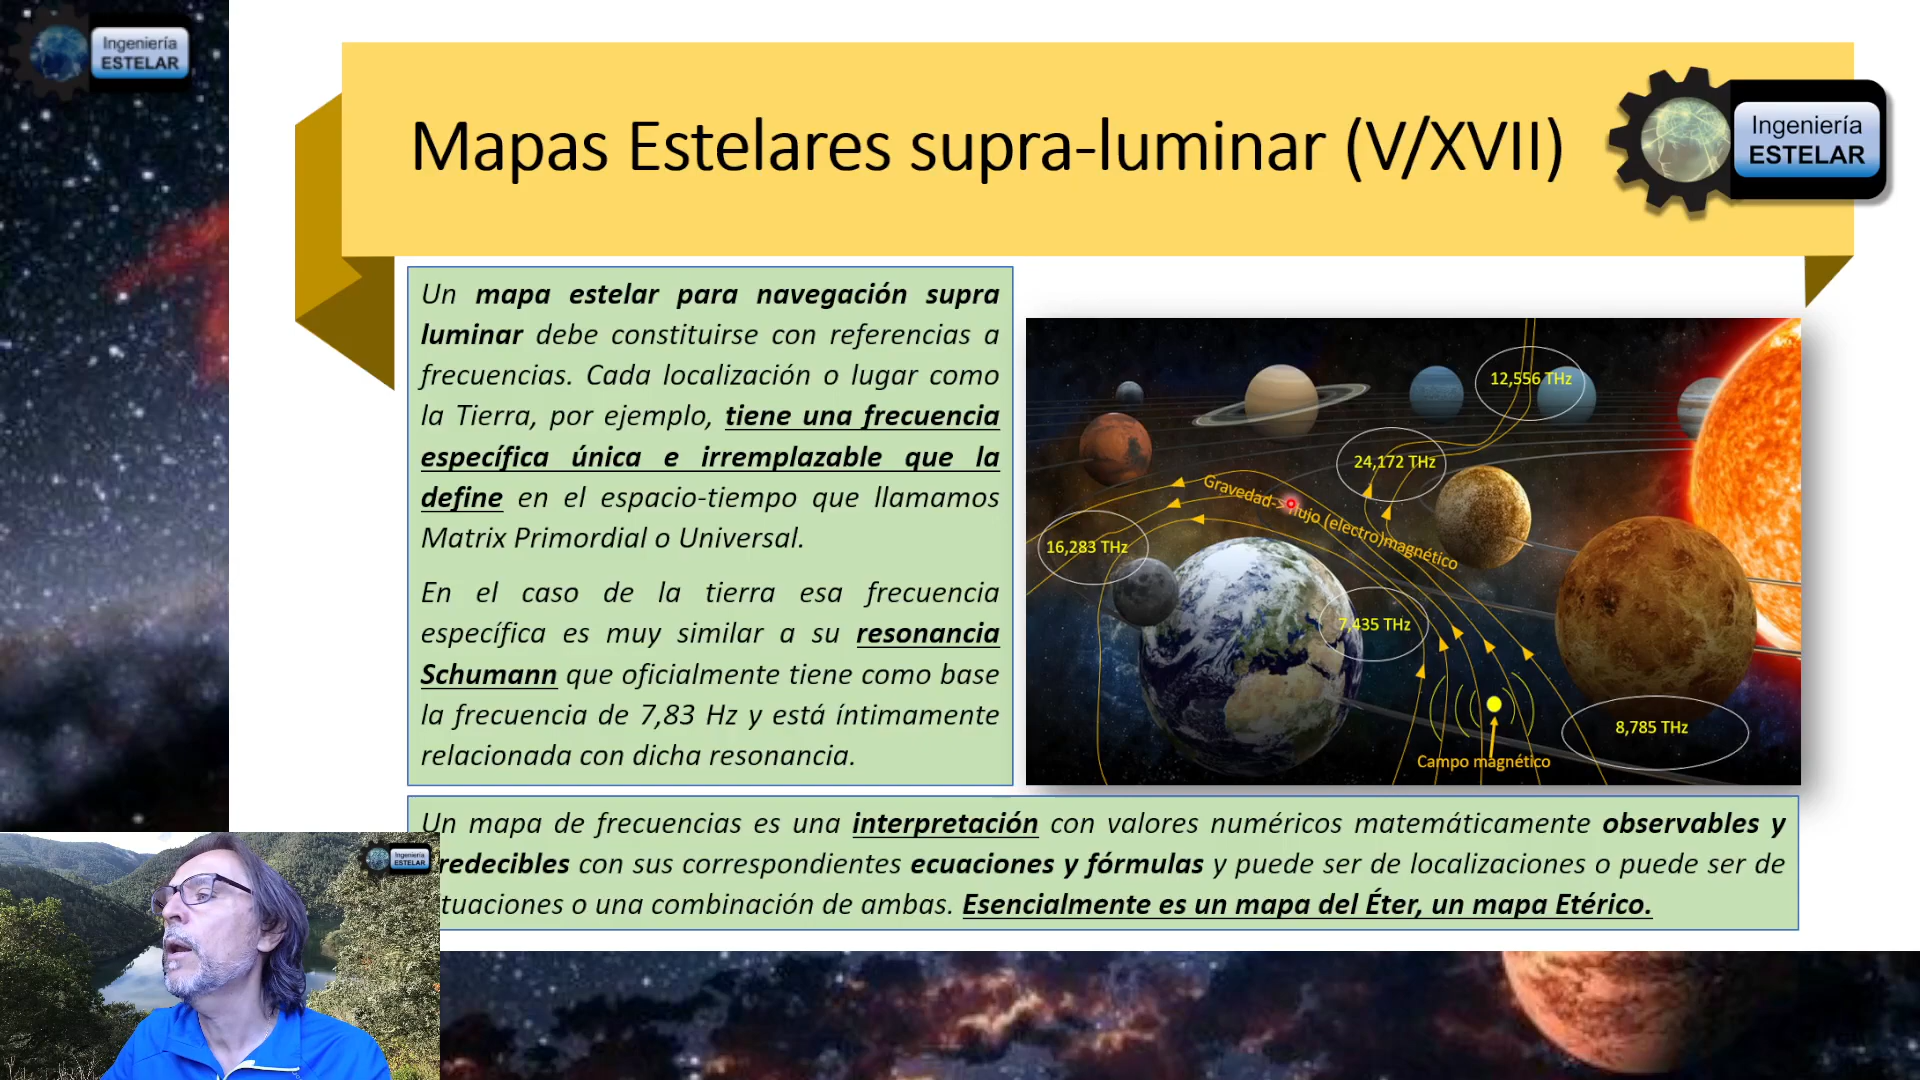 Ingeniería
ESTELAR
Mapas Estelares supra-luminar (V/XVII)
Ingeniería
ESTELAR
Un mapa estelar para navegación supra
luminar debe constituirse con referencias a
frecuencias. Cada localización o lugar como
la Tierra, por ejemplo, tiene una frecuencia
específica única e irremplazable que la
define en el espacio-tiempo que llamamos
Matrix Primordial o Universal.
En el caso de la tierra esa frecuencia
específica es muy similar a su resonancia
Schumann que oficialmente tiene como base
la frecuencia de 7,83 Hz y está íntimamente
relacionada con dicha resonancia.
12,556 THz
24,172 THz
Gravedad-> flujo (electro)magnético
16,283 THz
7,435 THz
8,785 THz
Campo magnético
Un mapa de frecuencias es una interpretación con valores numéricos matemáticamente observables y
redecibles con sus correspondientes ecuaciones y fórmulas y puede ser de localizaciones o puede ser de
tuaciones o una combinación de ambas. Esencialmente es un mapa del Éter, un mapa Etérico.
Ingeniería
ESTELAR